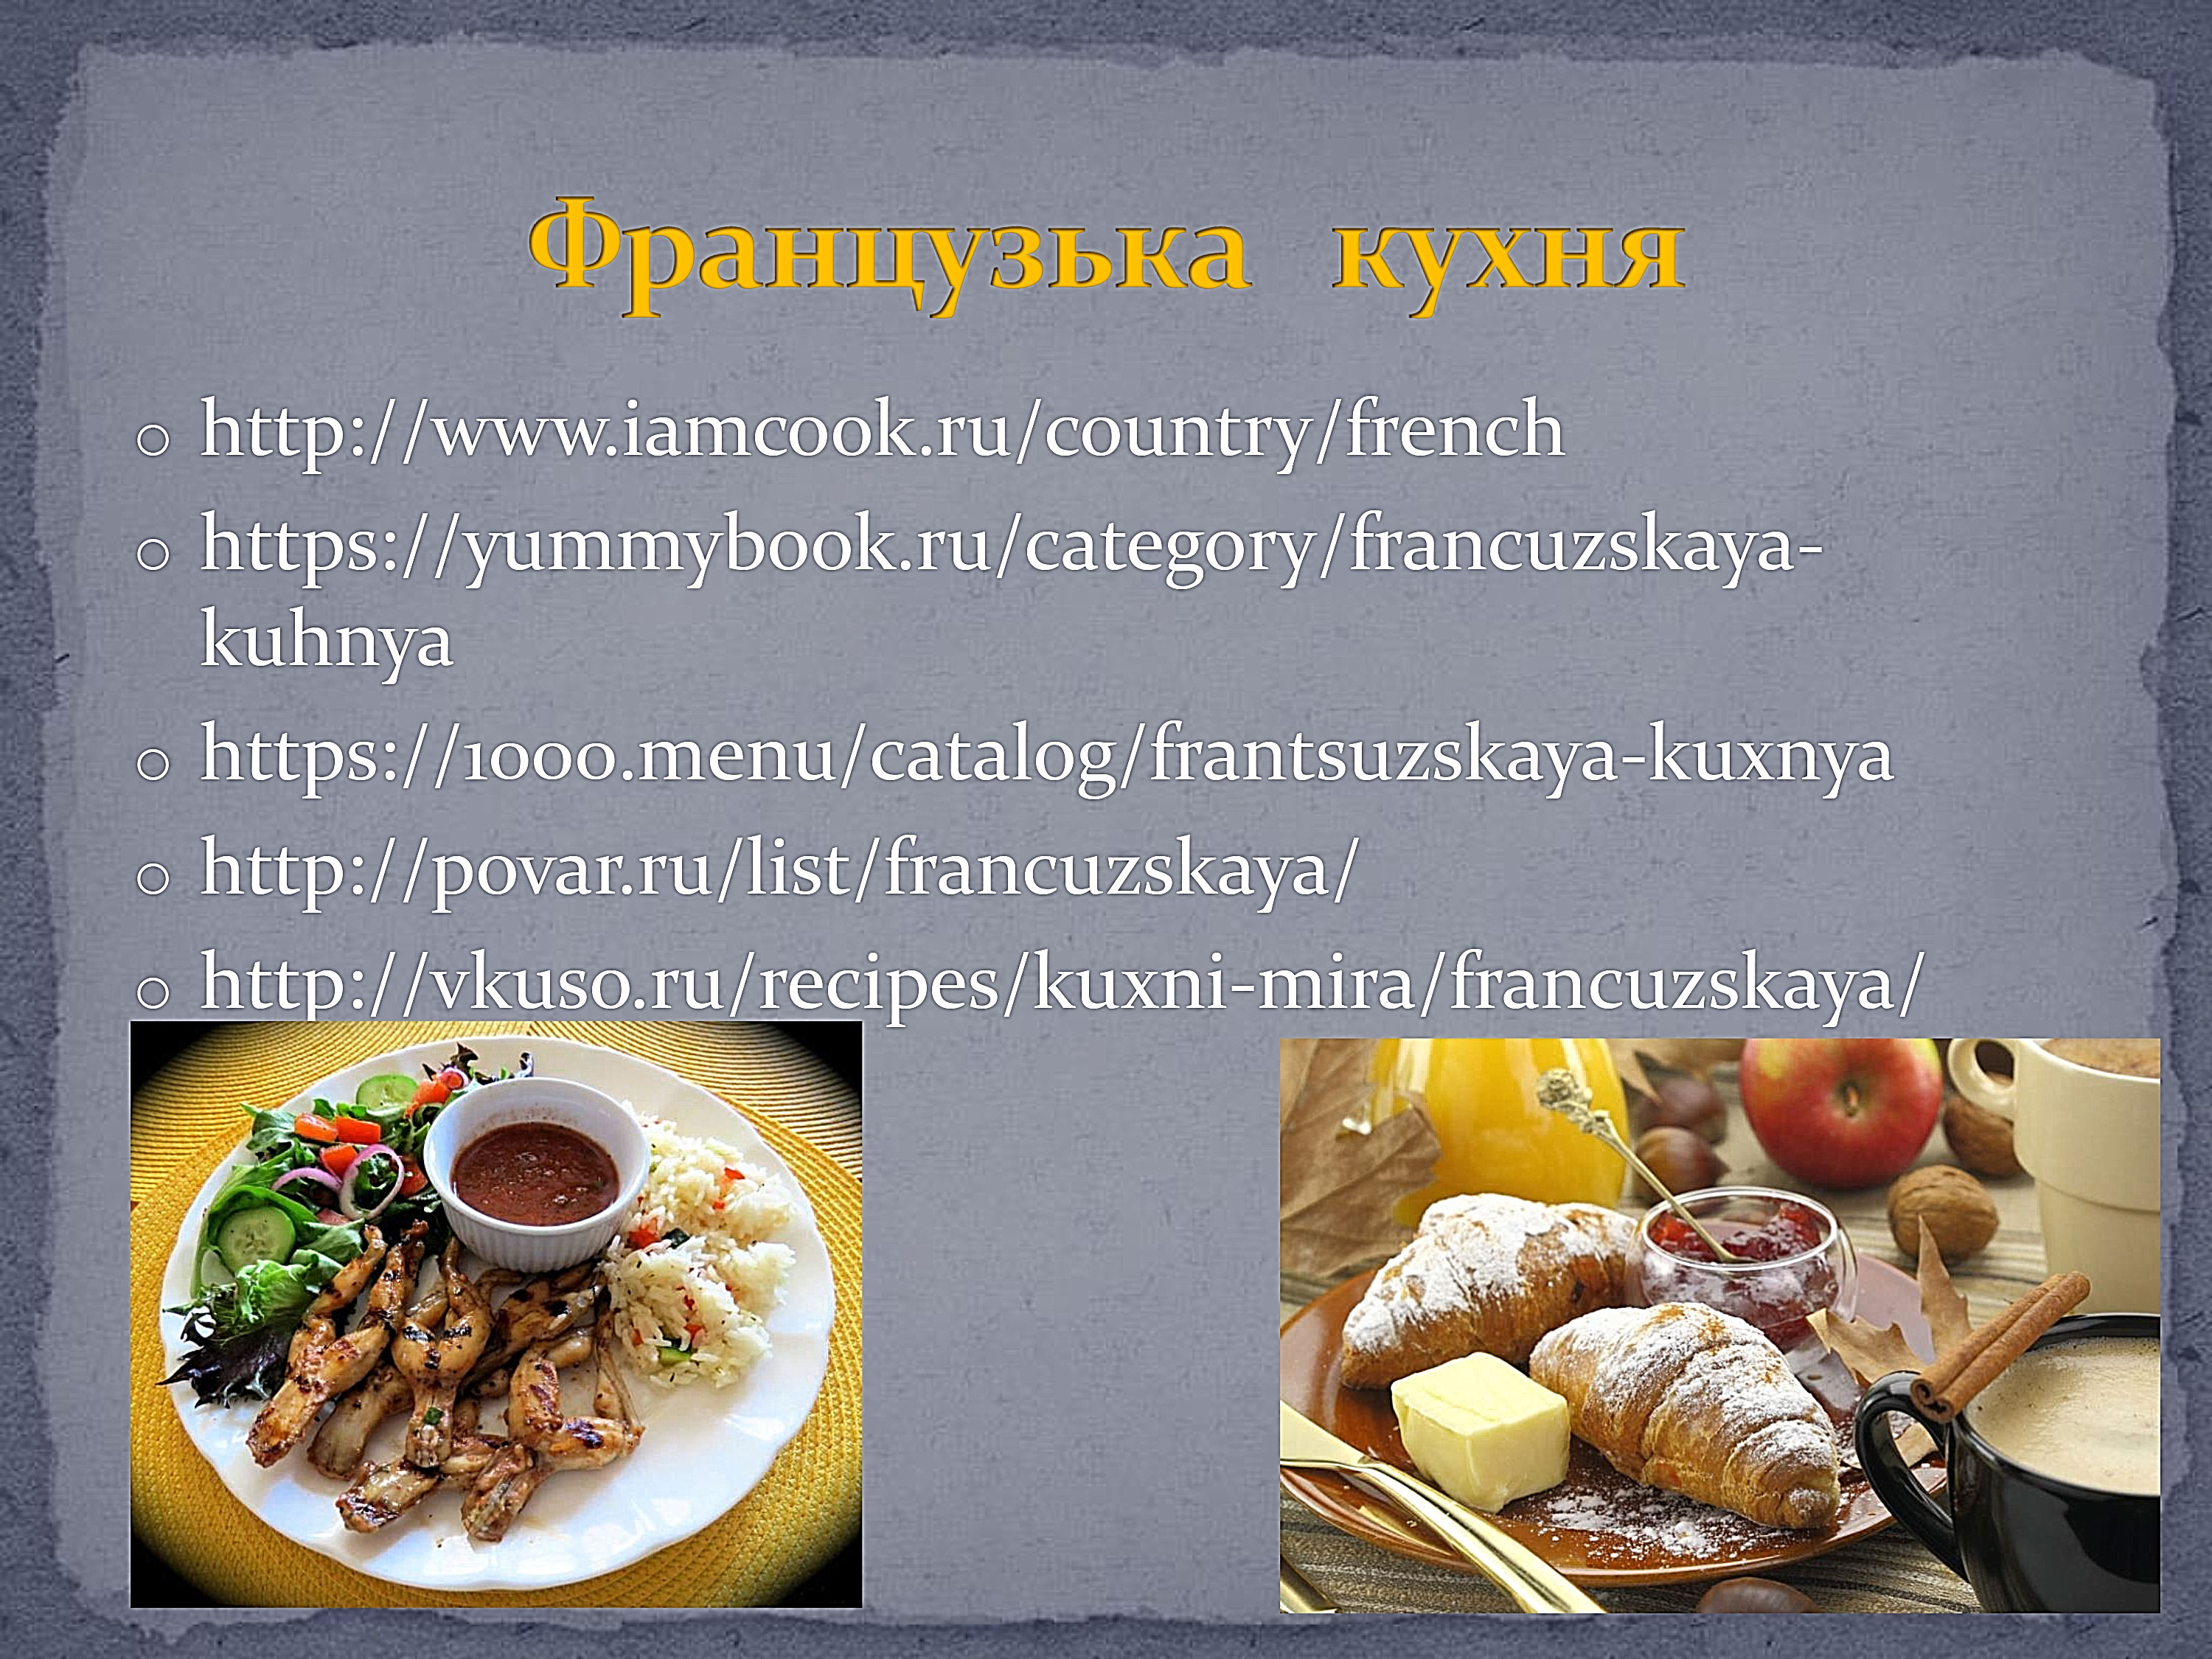 Французька кухня
o http://www.iamcook.ru/country/french
o https://yummybook.ru/category/francuzskaya-
kuhnya
o https://1000.menu/catalog/frantsuzskaya-kuxnya
o http://povar.ru/list/francuzskaya/
o http://vkuso.ru/recipes/kuxni-mira/francuzskaya/